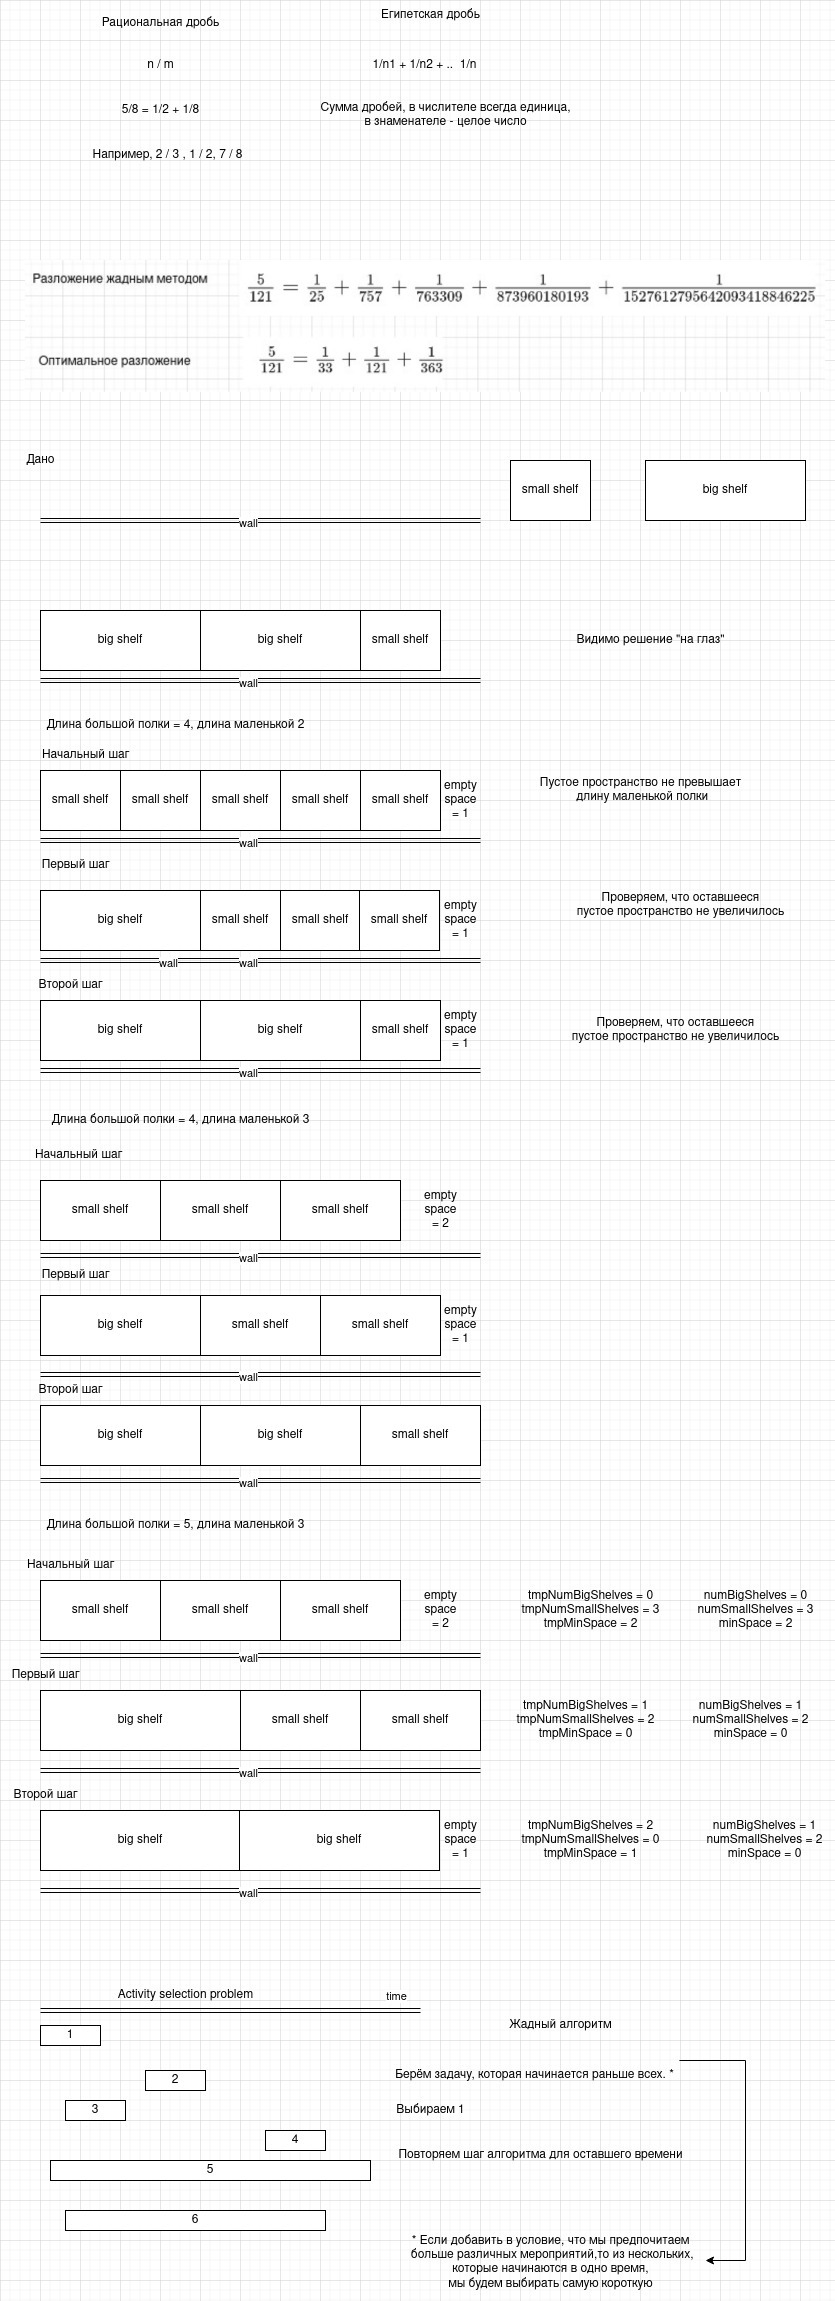 Рациональная дробь
Египетская дробь
n / m
1/n1 + 1/n2 + .. 1/n
5/8 = 1/2 + 1/8
Сумма дробей, в числителе всегда единица,
в знаменателе - целое число
Например, 2 / 3 , 1 / 2, 7 / 8
Разложение жадным методом
5/121 = 1/25 + 1/757 + 1/763309 + 1/873960180193 + 1/1527612795642093418846225
Оптимальное разложение
5/121 = 1/33 + 1/121 + 1/363
Дано
small shelf
big shelf
wall
big shelf
big shelf
small shelf
Видимо решение "на глаз"
wall
Длина большой полки = 4, длина маленькой 2
Начальный шаг
small shelf
small shelf
small shelf
small shelf
small shelf
empty
space
= 1
Пустое пространство не превышает
длину маленькой полки
wall
Первый шаг
big shelf
small shelf
small shelf
small shelf
empty
space
= 1
Проверяем, что оставшееся
пустое пространство не увеличилось
wall
wall
Второй шаг
big shelf
big shelf
small shelf
empty
space
= 1
Проверяем, что оставшееся
пустое пространство не увеличилось
wall
Длина большой полки = 4, длина маленькой 3
Начальный шаг
small shelf
small shelf
small shelf
empty
space
= 2
wall
Первый шаг
big shelf
small shelf
small shelf
empty
space
= 1
wall
Второй шаг
big shelf
big shelf
small shelf
wall
Длина большой полки = 5, длина маленькой 3
Начальный шаг
small shelf
small shelf
small shelf
empty
space
= 2
tmpNumBigShelves = 0
tmpNumSmallShelves = 3
tmpMinSpace = 2
numBigShelves = 0
numSmallShelves = 3
minSpace = 2
wall
Первый шаг
big shelf
small shelf
small shelf
tmpNumBigShelves = 1
tmpNumSmallShelves = 2
tmpMinSpace = 0
numBigShelves = 1
numSmallShelves = 2
minSpace = 0
wall
Второй шаг
big shelf
big shelf
empty
space
= 1
tmpNumBigShelves = 2
tmpNumSmallShelves = 0
tmpMinSpace = 1
numBigShelves = 1
numSmallShelves = 2
minSpace = 0
wall
Activity selection problem
time
Жадный алгоритм
1
Берём задачу, которая начинается раньше всех. *
2
3
Выбираем 1
4
Повторяем шаг алгоритма для оставшего времени
5
6
* Если добавить в условие, что мы предпочитаем
больше различных мероприятий,то из нескольких,
которые начинаются в одно время,
мы будем выбирать самую короткую